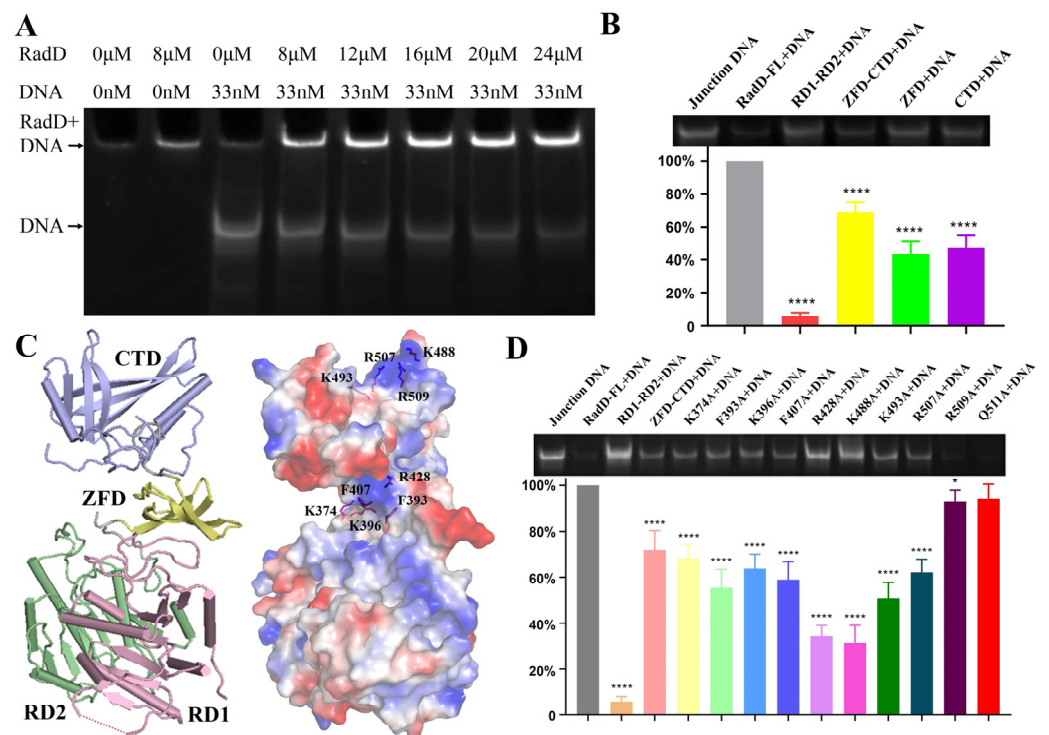 A
RadD 0μM 8μM 0μM 8μM 12μM 16μM 20μM 24μM
DNA 0nM 0nM 33nM 33nM 33nM 33nM 33nM 33nM
RadD+
DNA
DNA
B
Junction DNA
RadD-FL+DNA
RD1-RD2+DNA
ZFD-CTD+DNA
ZFD+DNA
CTD+DNA
100%
80%
60%
40%
20%
0
****
****
****
****
C
CTD
ZFD
RD2
RD1
R507
K488
K493
R509
R428
F407
F393
K374
K396
D
Junction DNA
RadD-FL+DNA
RD1-RD2+DNA
ZFD-CTD+DNA
K374A+DNA
F393A+DNA
K396A+DNA
F407A+DNA
R428A+DNA
K488A+DNA
K493A+DNA
R507A+DNA
R509A+DNA
Q511A+DNA
100%
80%
60%
40%
20%
0
****
****
****
****
****
****
****
****
****
****
*